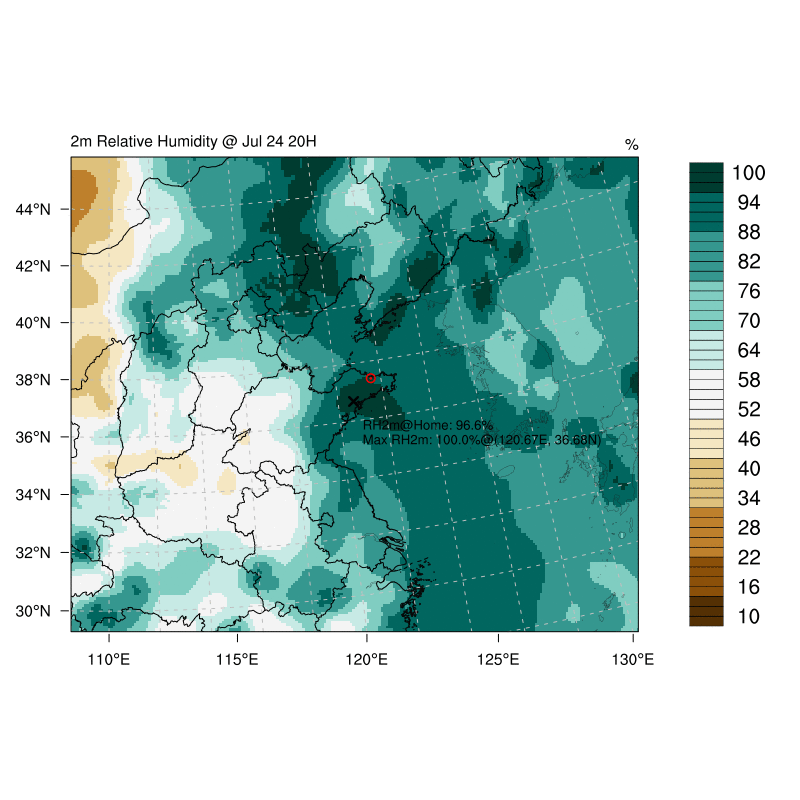 2m Relative Humidity @ Jul 24 20H
%
44°N
42°N
40°N
38°N
36°N
34°N
32°N
30°N
110°E
115°E
120°E
125°E
130°E
RH2m@Home: 96.6%
Max RH2m: 100.0%@(120.67E, 36.68N)
100
94
88
82
76
70
64
58
52
46
40
34
28
22
16
10